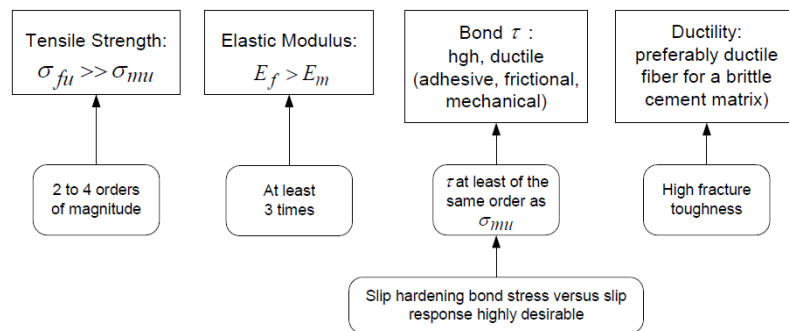 Tensile Strength:
σfu >> σmu
Elastic Modulus:
Ef > Em
Bond τ :
hgh, ductile
(adhesive, frictional,
mechanical)
Ductility:
preferably ductile
fiber for a brittle
cement matrix)
2 to 4 orders
of magnitude
At least
3 times
τ at least of the
same order as
σmu
High fracture
toughness
Slip hardening bond stress versus slip
response highly desirable